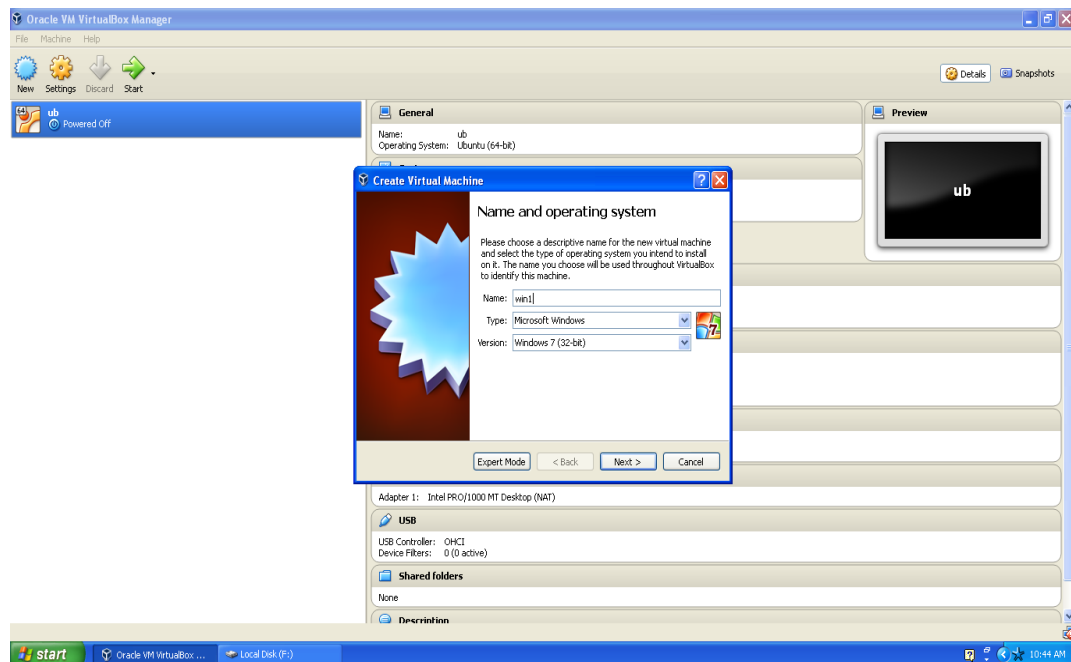 Oracle VM VirtualBox Manager
File Machine Help
New Settings Discard Start
Details Snapshots
ub
Powered Off
General
Name: ub
Operating System: Ubuntu (64-bit)
Preview
ub
Create Virtual Machine
Name and operating system
Please choose a descriptive name for the new virtual machine
and select the type of operating system you intend to install
on it. The name you choose will be used throughout VirtualBox
to identify this machine.
Name: win1
Type: Microsoft Windows
7
Version: Windows 7 (32-bit)
Expert Mode < Back Next > Cancel
Adapter 1: Intel PRO/1000 MT Desktop (NAT)
USB
USB Controller: OHCI
Device Filters: 0 (0 active)
Shared folders
None
Description
start Oracle VM VirtualBox ... Local Disk (F:) 10:44 AM